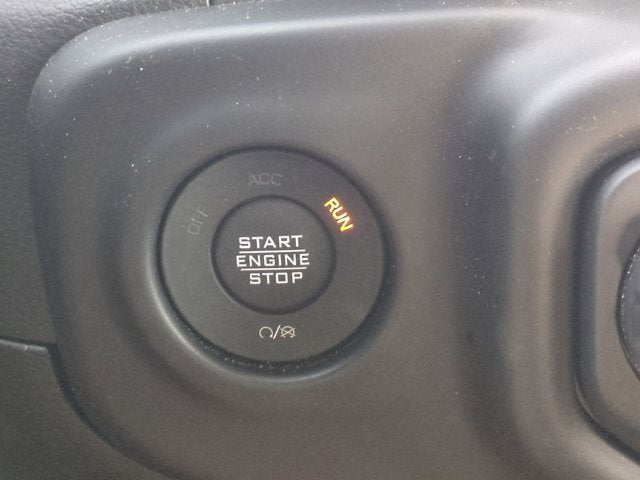 OFF
ACC
RUN
START
ENGINE
STOP